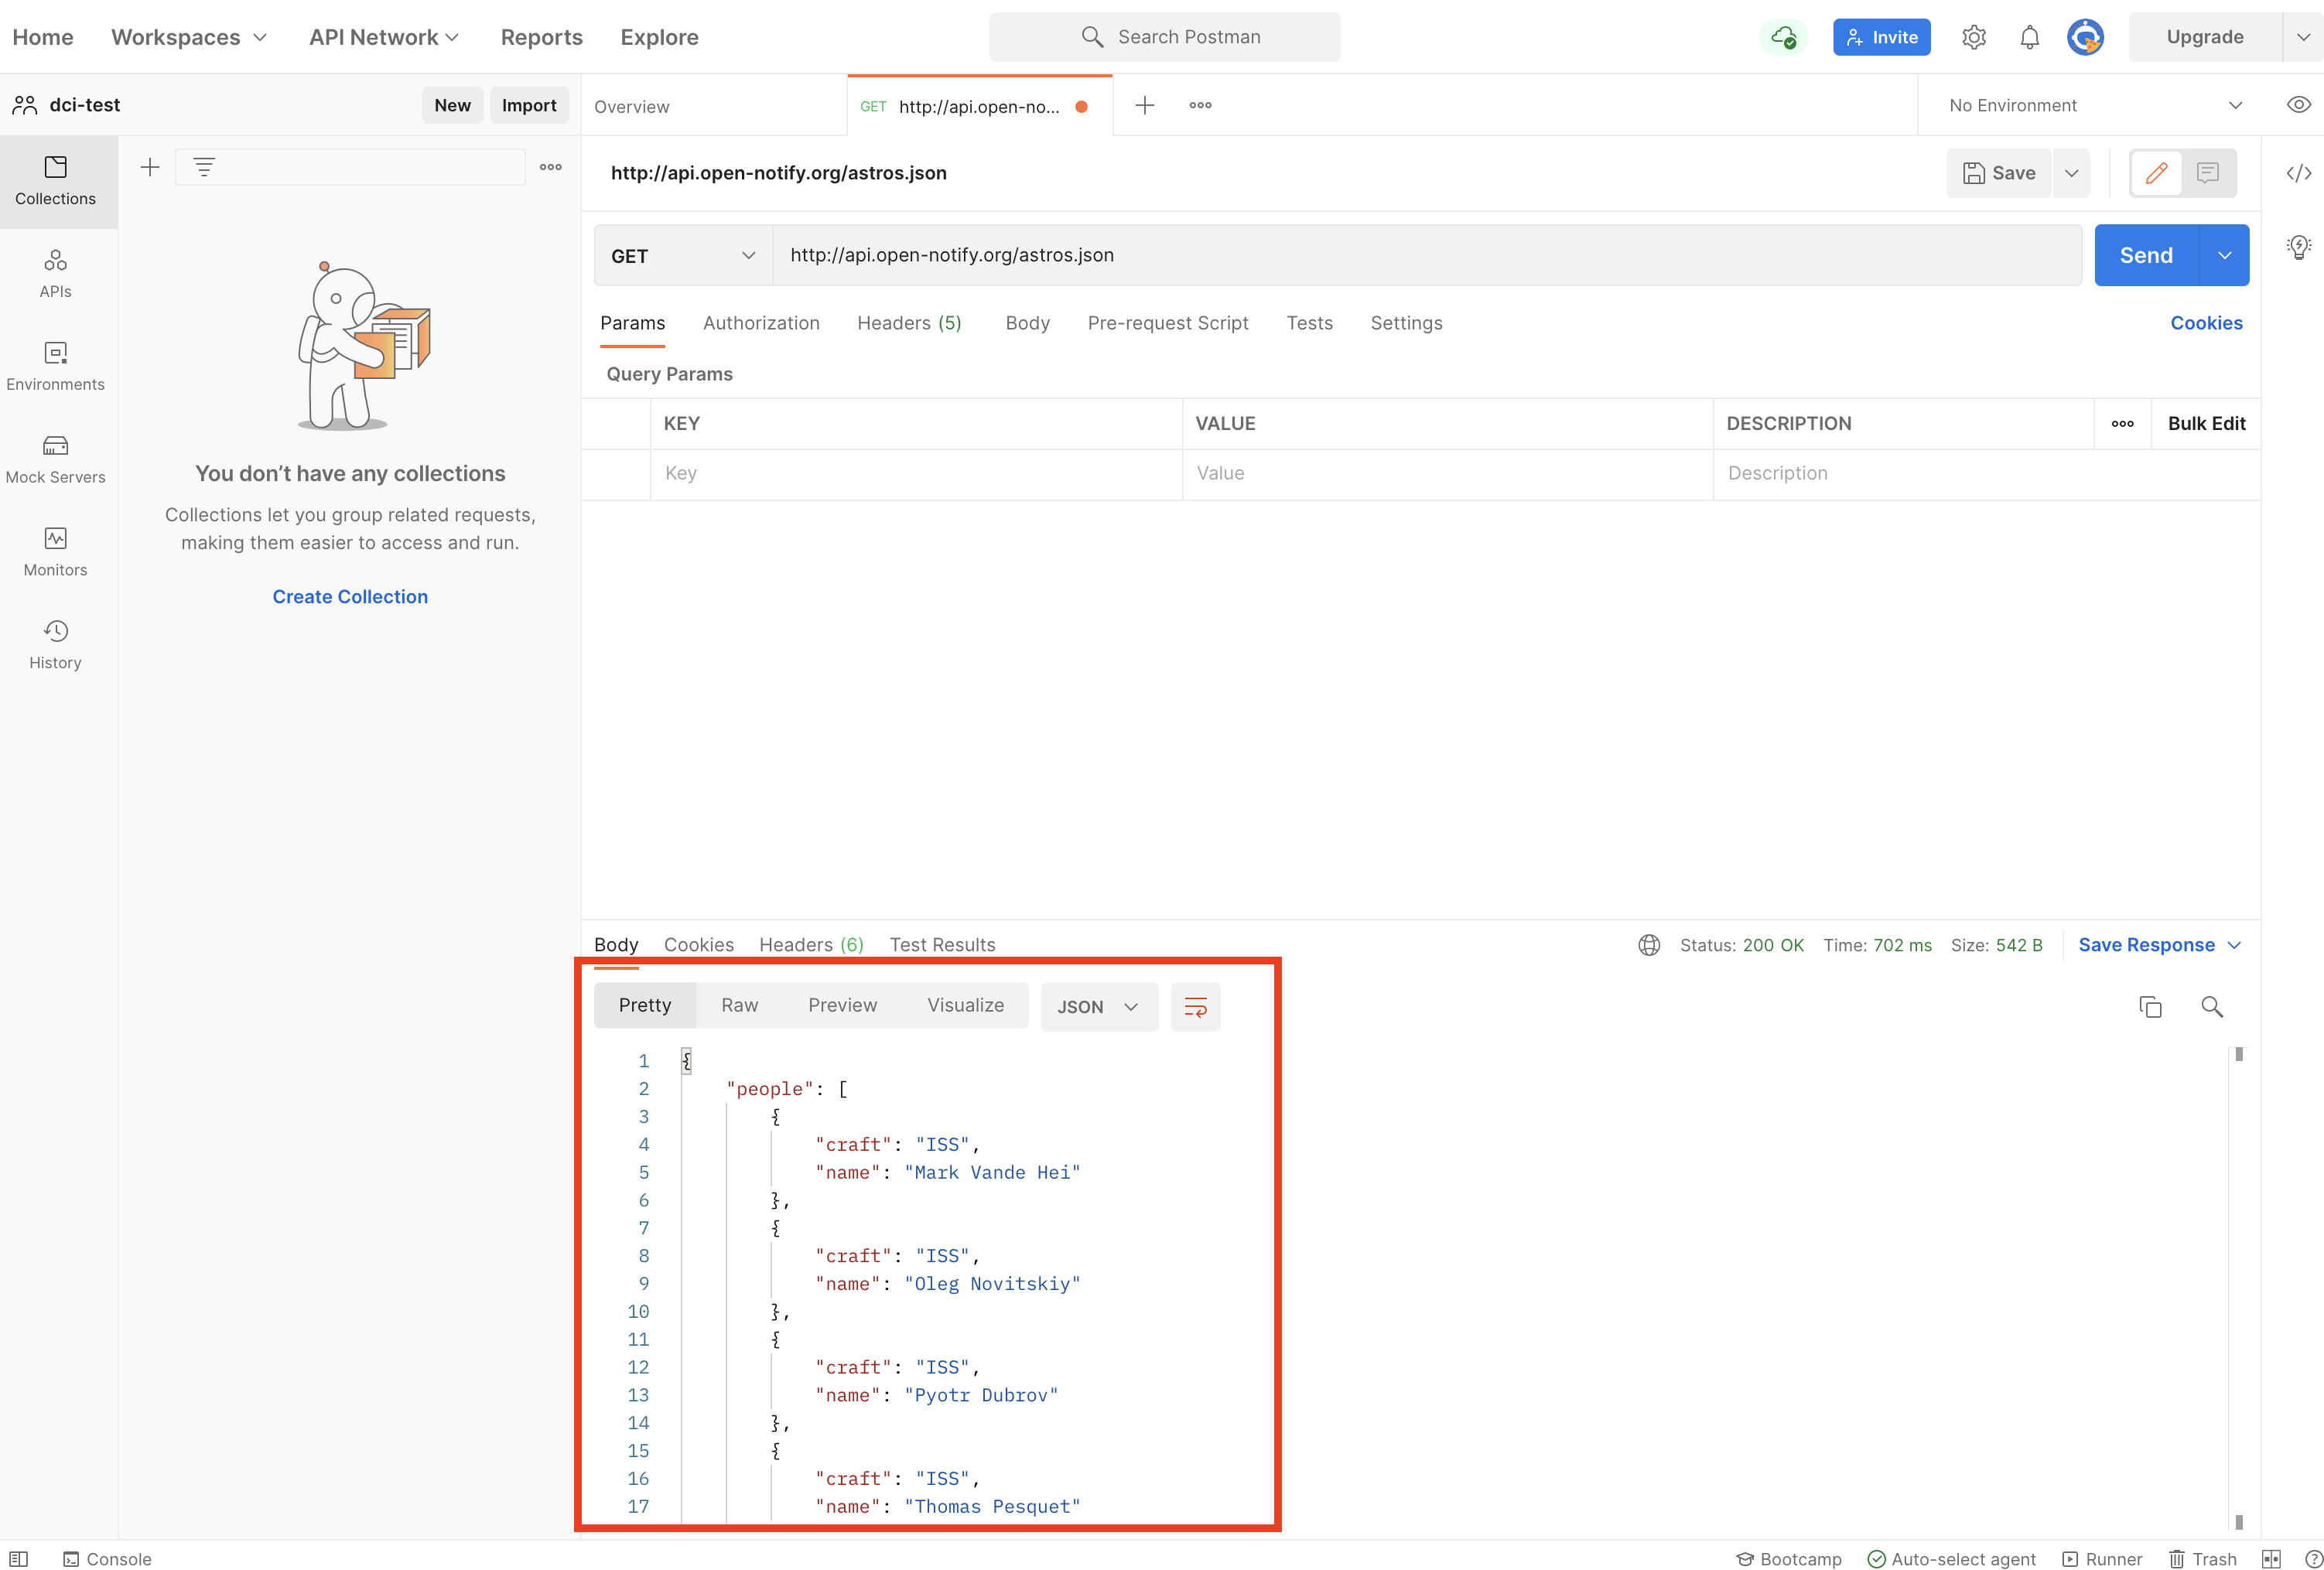 Home Workspaces API Network Reports Explore Search Postman Invite Upgrade
dci-test New Import Overview GET http://api.open-no... No Environment
Collections
APIs
Environments
Mock Servers
Monitors
History
You don’t have any collections
Collections let you group related requests,
making them easier to access and run.
Create Collection
http://api.open-notify.org/astros.json Save
GET http://api.open-notify.org/astros.json Send
Params Authorization Headers (5) Body Pre-request Script Tests Settings Cookies
Query Params
KEY VALUE DESCRIPTION Bulk Edit
Key Value Description
Body Cookies Headers (6) Test Results Status: 200 OK Time: 702 ms Size: 542 B Save Response
Pretty Raw Preview Visualize JSON
1 {
2 "people": [
3 {
4 "craft": "ISS",
5 "name": "Mark Vande Hei"
6 },
7 {
8 "craft": "ISS",
9 "name": "Oleg Novitskiy"
10 },
11 {
12 "craft": "ISS",
13 "name": "Pyotr Dubrov"
14 },
15 {
16 "craft": "ISS",
17 "name": "Thomas Pesquet"
Console Bootcamp Auto-select agent Runner Trash